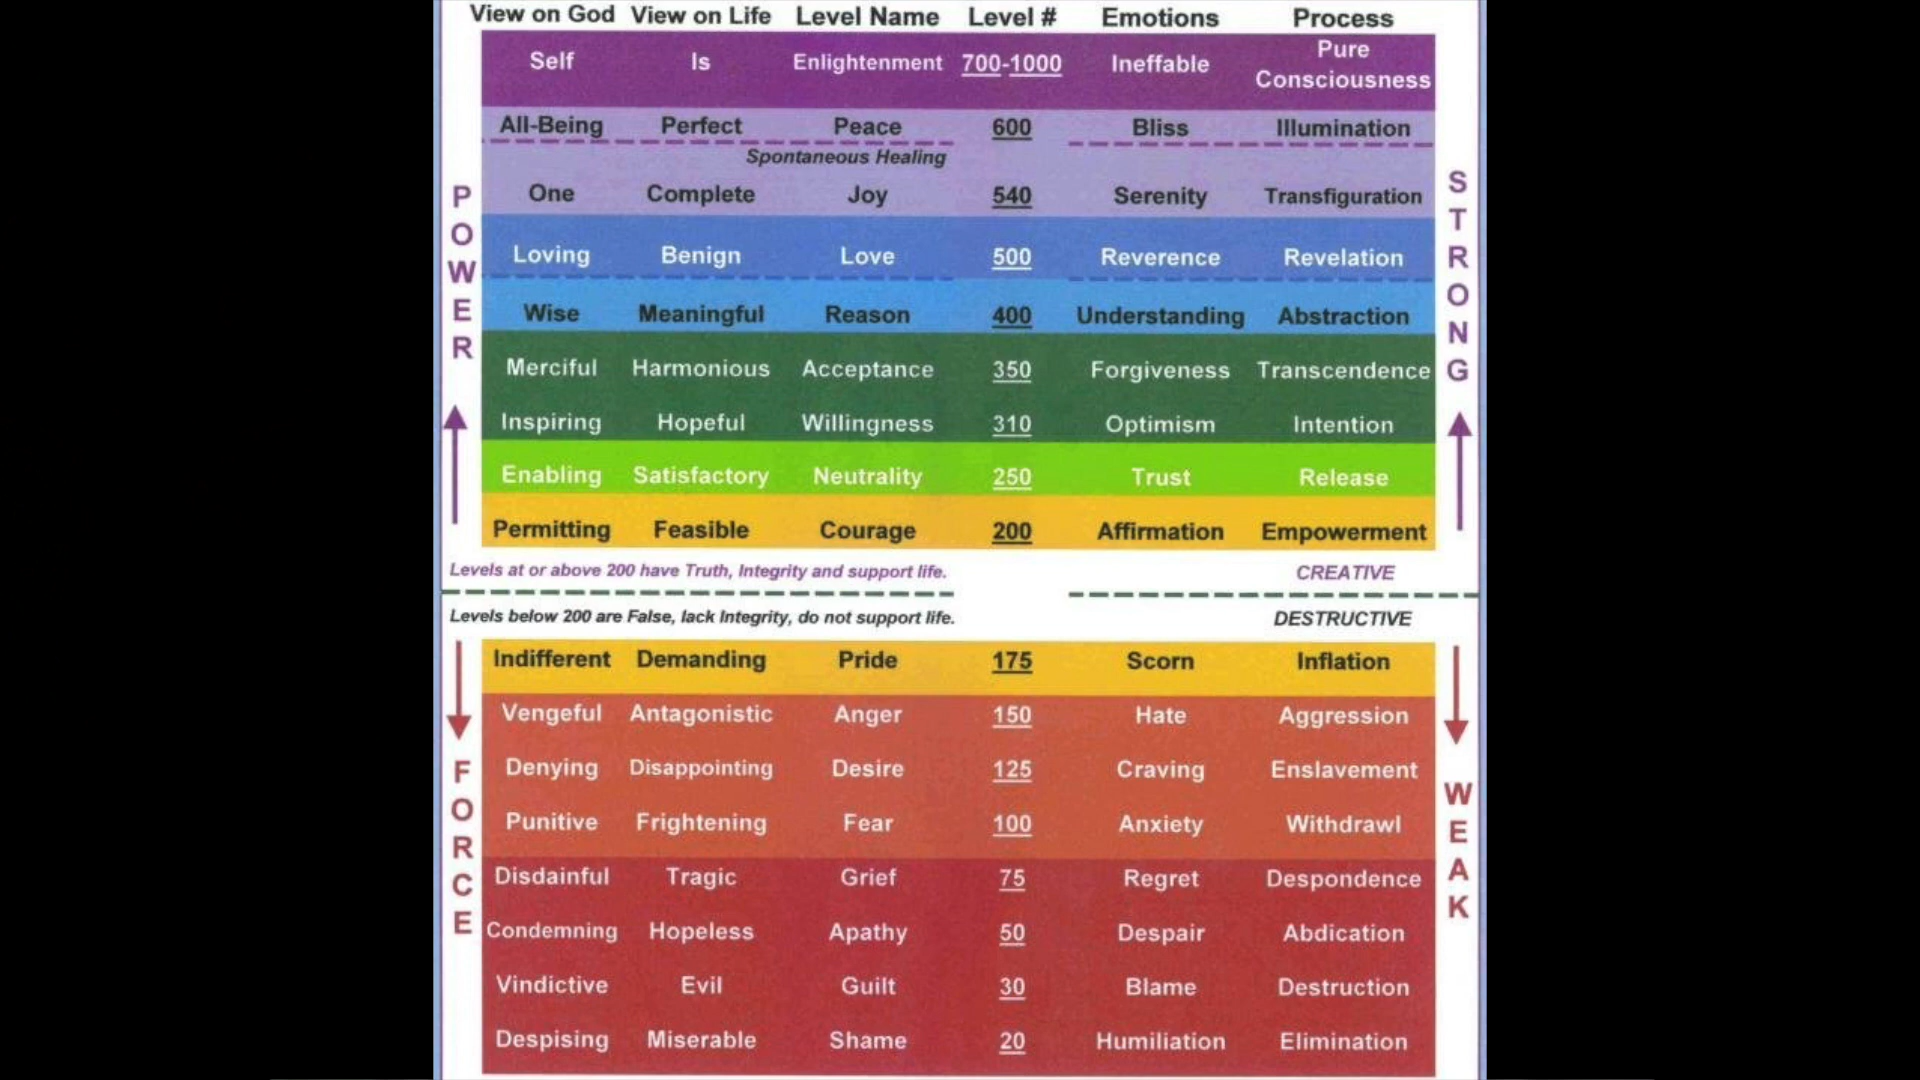 View on God View on Life Level Name Level # Emotions Process
Self Is Enlightenment 700-1000 Ineffable Pure Consciousness
All-Being Perfect Peace 600 Bliss Illumination
Spontaneous Healing
One Complete Joy 540 Serenity Transfiguration
Loving Benign Love 500 Reverence Revelation
Wise Meaningful Reason 400 Understanding Abstraction
Merciful Harmonious Acceptance 350 Forgiveness Transcendence
Inspiring Hopeful Willingness 310 Optimism Intention
Enabling Satisfactory Neutrality 250 Trust Release
Permitting Feasible Courage 200 Affirmation Empowerment
POWER
STRONG
Levels at or above 200 have Truth, Integrity and support life. CREATIVE
Levels below 200 are False, lack Integrity, do not support life. DESTRUCTIVE
Indifferent Demanding Pride 175 Scorn Inflation
Vengeful Antagonistic Anger 150 Hate Aggression
Denying Disappointing Desire 125 Craving Enslavement
Punitive Frightening Fear 100 Anxiety Withdrawl
Disdainful Tragic Grief 75 Regret Despondence
Condemning Hopeless Apathy 50 Despair Abdication
Vindictive Evil Guilt 30 Blame Destruction
Despising Miserable Shame 20 Humiliation Elimination
FORCE
WEAK